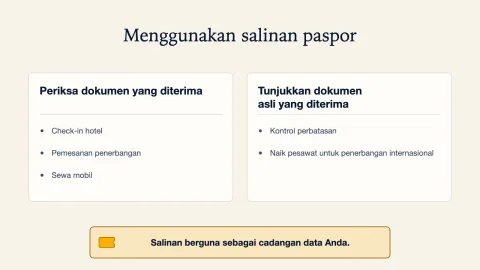 Menggunakan salinan paspor
Periksa dokumen yang diterima
• Check-in hotel
• Pemesanan penerbangan
• Sewa mobil
Tunjukkan dokumen
asli yang diterima
• Kontrol perbatasan
• Naik pesawat untuk penerbangan internasional
Salinan berguna sebagai cadangan data Anda.